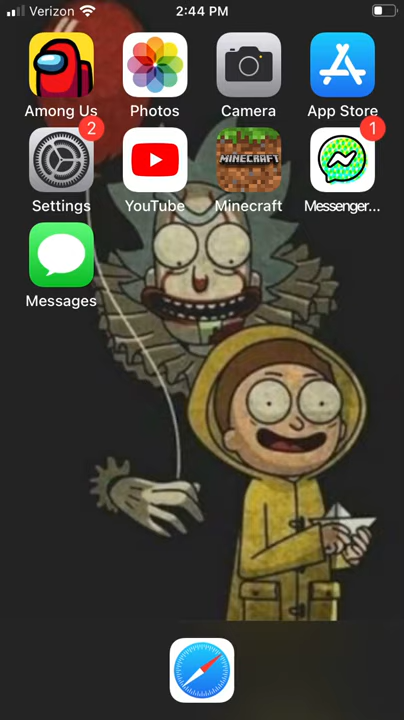 Verizon 2:44 PM
Among Us Photos Camera App Store
2 MINECRAFT 1
Settings YouTube Minecraft Messenger...
Messages